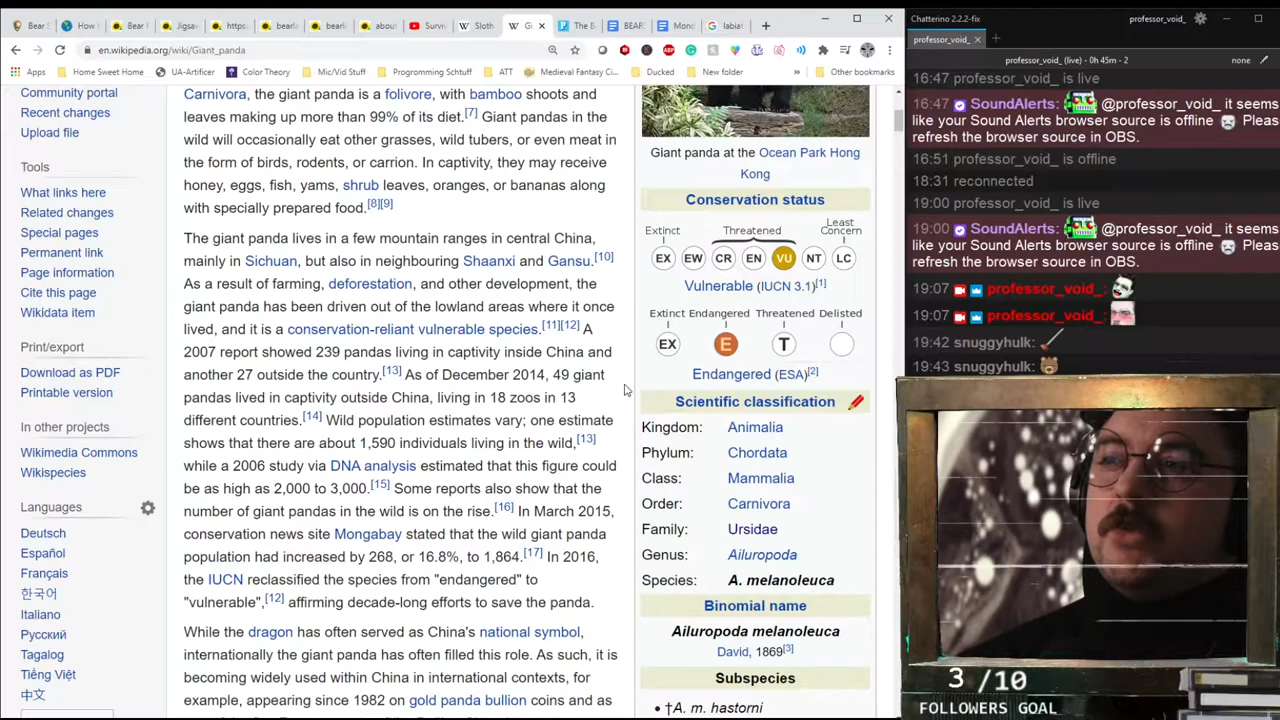 Bear S
How
Bear F
Jigsaw
https
bearl
bearl
about
Surv
Sloth
Gi
The B
BEAR
Mond
labias
en.wikipedia.org/wiki/Giant_panda
Apps
Home Sweet Home
UA-Artificer
Color Theory
Mic/Vid Stuff
Programming Schtuff
ATT
Medieval Fantasy Ci...
Ducked
New folder
Other bookmarks
Community portal
Recent changes
Upload file
Tools
What links here
Related changes
Special pages
Permanent link
Page information
Cite this page
Wikidata item
Print/export
Download as PDF
Printable version
In other projects
Wikimedia Commons
Wikispecies
Languages
Deutsch
Español
Français
한국어
Italiano
Русский
Tagalog
Tiếng Việt
中文
Carnivora, the giant panda is a folivore, with bamboo shoots and
leaves making up more than 99% of its diet.[7] Giant pandas in the
wild will occasionally eat other grasses, wild tubers, or even meat in
the form of birds, rodents, or carrion. In captivity, they may receive
honey, eggs, fish, yams, shrub leaves, oranges, or bananas along
with specially prepared food.[8][9]
The giant panda lives in a few mountain ranges in central China,
mainly in Sichuan, but also in neighbouring Shaanxi and Gansu.[10]
As a result of farming, deforestation, and other development, the
giant panda has been driven out of the lowland areas where it once
lived, and it is a conservation-reliant vulnerable species.[11][12] A
2007 report showed 239 pandas living in captivity inside China and
another 27 outside the country.[13] As of December 2014, 49 giant
pandas lived in captivity outside China, living in 18 zoos in 13
different countries.[14] Wild population estimates vary; one estimate
shows that there are about 1,590 individuals living in the wild,[13]
while a 2006 study via DNA analysis estimated that this figure could
be as high as 2,000 to 3,000.[15] Some reports also show that the
number of giant pandas in the wild is on the rise.[16] In March 2015,
conservation news site Mongabay stated that the wild giant panda
population had increased by 268, or 16.8%, to 1,864.[17] In 2016,
the IUCN reclassified the species from "endangered" to
"vulnerable",[12] affirming decade-long efforts to save the panda.
While the dragon has often served as China's national symbol,
internationally the giant panda has often filled this role. As such, it is
becoming widely used within China in international contexts, for
example, appearing since 1982 on gold panda bullion coins and as
Giant panda at the Ocean Park Hong
Kong
Conservation status
Extinct
Threatened
Least
Concern
EX EW CR EN VU NT LC
Vulnerable (IUCN 3.1)[1]
Extinct Endangered Threatened Delisted
EX E T
Endangered (ESA)[2]
Scientific classification
Kingdom: Animalia
Phylum: Chordata
Class: Mammalia
Order: Carnivora
Family: Ursidae
Genus: Ailuropoda
Species: A. melanoleuca
Binomial name
Ailuropoda melanoleuca
David, 1869[3]
Subspecies
• †A. m. hastorni
Chatterino 2.2.2-fix
professor_void_
professor_void_
professor_void_ (live) - 0h 45m - 2
none
16:47 professor_void_ is live
16:47 SoundAlerts: @professor_void_ it seems
like your Sound Alerts browser source is offline Pleas
refresh the browser source in OBS.
16:51 professor_void_ is offline
18:31 reconnected
19:00 professor_void_ is live
19:00 SoundAlerts: @professor_void_ it seems
like your Sound Alerts browser source is offline Pleas
refresh the browser source in OBS.
19:07 professor_void_:
19:07 professor_void_:
19:42 snuggyhulk:
19:43 snuggyhulk:
3 /10
FOLLOWERS GOAL